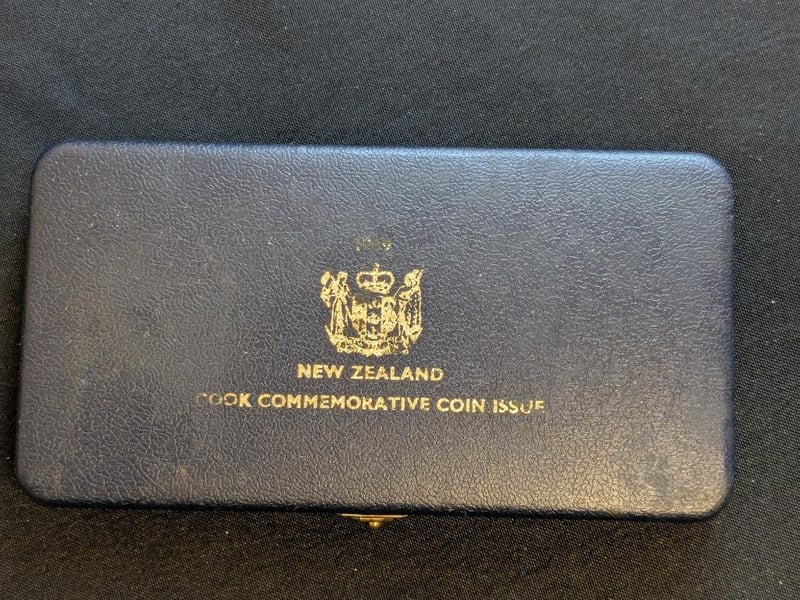 NEW ZEALAND
COOK COMMEMORATIVE COIN ISSUE